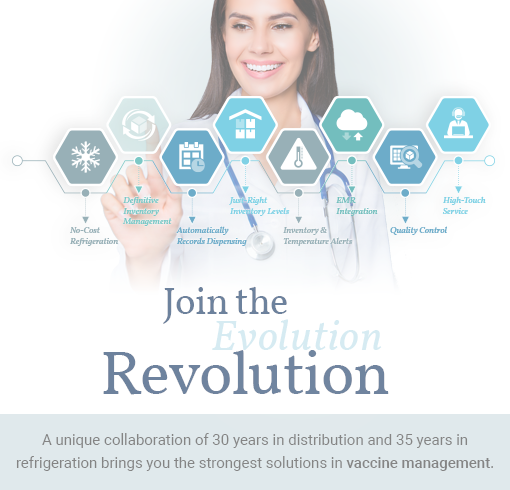 Definitive
Inventory
Management
Just-Right
Inventory Levels
EMR
Integration
High-Touch
Service
No-Cost
Refrigeration
Automatically
Records Dispensing
Inventory &
Temperature Alerts
Quality Control
Join the
Evolution
Revolution
A unique collaboration of 30 years in distribution and 35 years in
refrigeration brings you the strongest solutions in vaccine management.